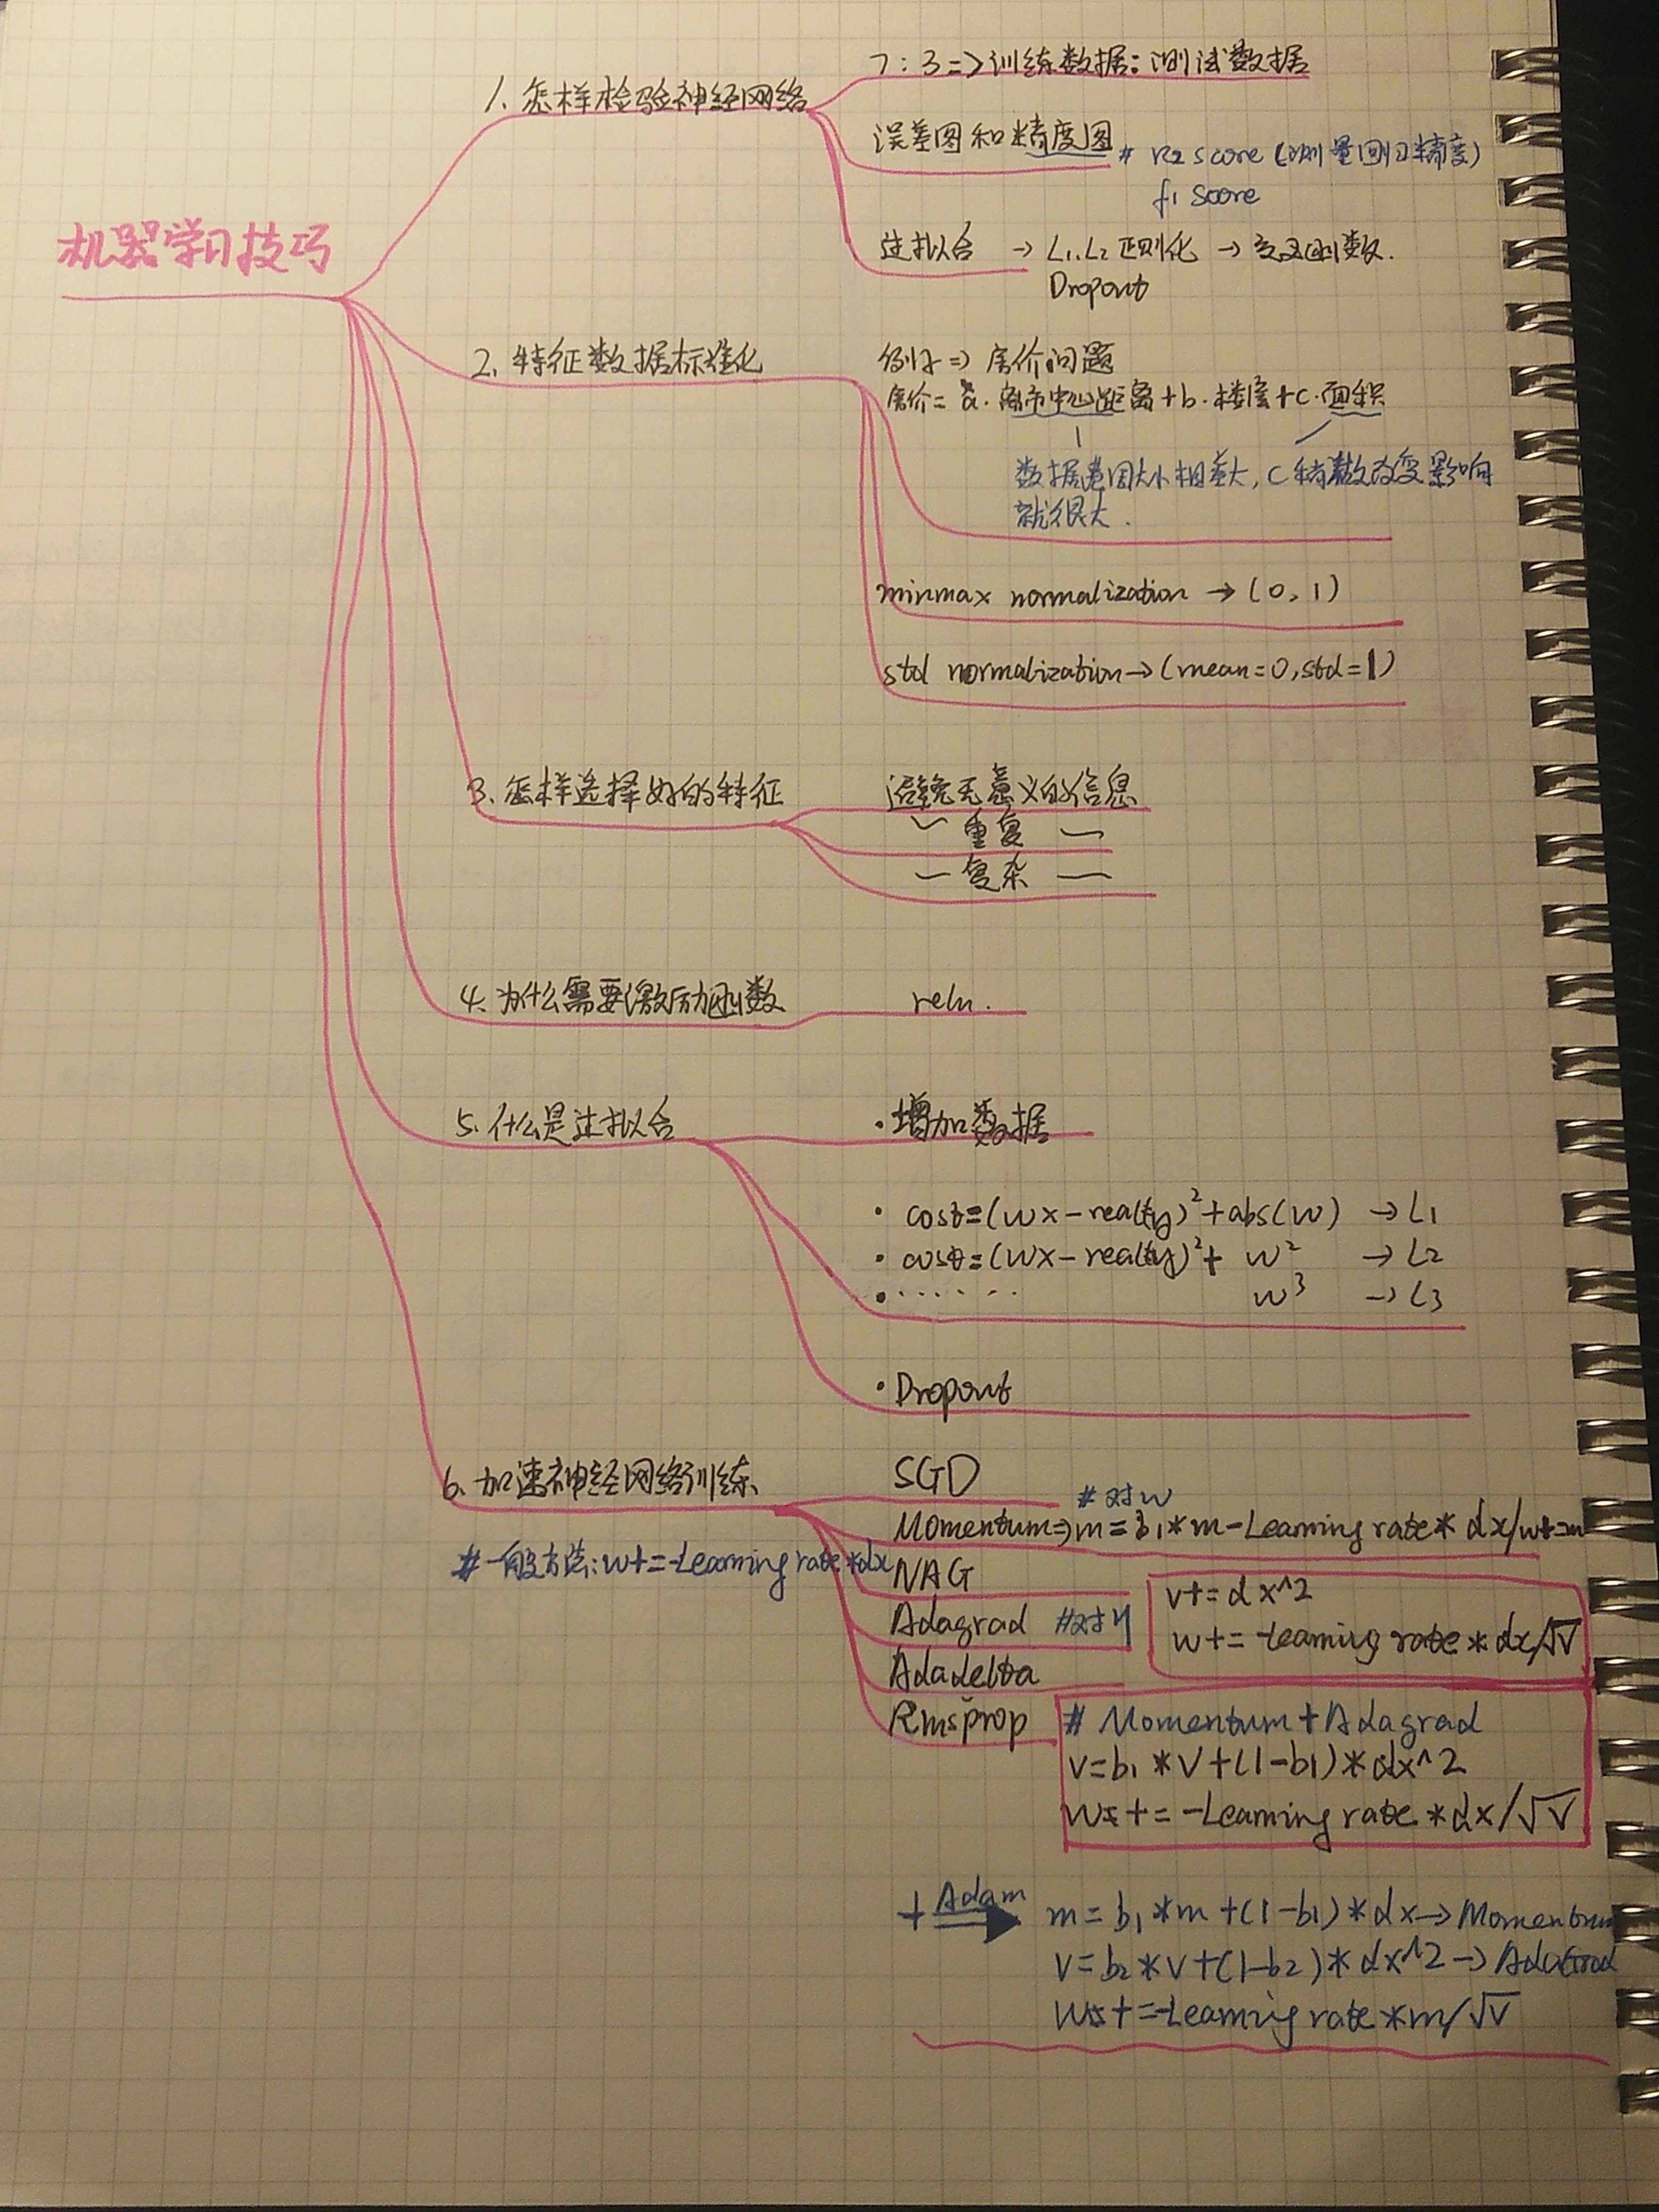 机器学习技巧
1. 怎样检验神经网络
7:3=>训练数据:测试数据
误差图和精度图 # R2 score (测量回归精度)
f1 score
过拟合 → L1.L2 正则化 → 交叉函数.
Dropout
2. 特征数据标准化
例子=> 房价问题
房价= a. 离市中心距离+b.楼层+c.面积
数据范围大小相差大, C 稍微改变影响
就很大.
minmax normalization → (0,1)
std normalization→(mean=0,std=1)
3. 怎样选择好的特征
避免无意义的信息
〜 重复 〜
— 复杂 —
4. 为什么需要激励函数
relu.
5. 什么是过拟合
·增加数据
· cost=(wx-real y)²+abs(w) →L1
· cost=(wx-real y)²+ w² →L2
· ······ w³ →L3
·Dropout
6. 加速神经网络训练
# 一般方法:w+=-Learning rate*dx
SGD
# 对w
Momentum=>m=b1*m-Learning rate* dx/w+=m
NAG
Adagrad #对η
v+=dx^2
w+=-Learning rate*dx/√v
Adadelta
Rmsprop
# Momentum+Adagrad
v=b1*v+(1-b1)*dx^2
w+=-Learning rate*dx/√v
+ Adam
m=b1*m+(1-b1)*dx→Momentum
v=b2*v+(1-b2)*dx^2→AdaGrad
w+=-Learning rate*m/√v